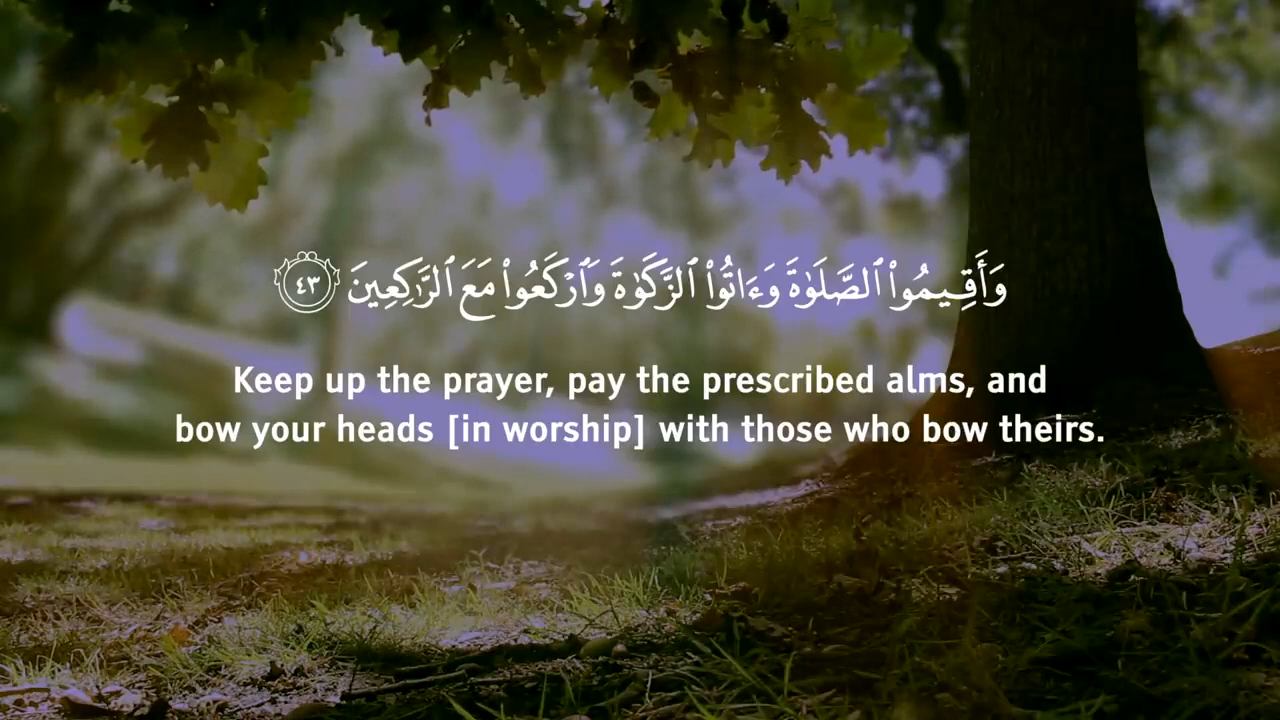 وَأَقِيمُوا۟ ٱلصَّلَوٰةَ وَءَاتُوا۟ ٱلزَّكَوٰةَ وَٱرْكَعُوا۟ مَعَ ٱلرَّٰكِعِينَ ٤٣
Keep up the prayer, pay the prescribed alms, and
bow your heads [in worship] with those who bow theirs.